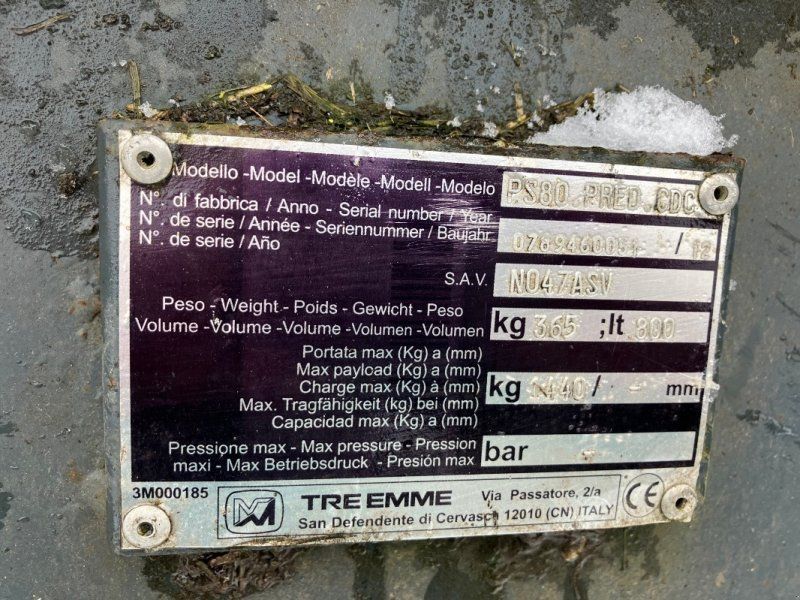 Modello -Model -Modèle -Modell -Modelo PS80 PRED.CDC
N°. di fabbrica / Anno - Serial number / Year
N°. de serie / Année - Seriennummer / Baujahr / 12
N°. de serie / Año
S.A.V. N047ASV
Peso - Weight - Poids - Gewicht - Peso
Volume -Volume -Volume -Volumen -Volumen
kg 365 ;lt 800
Portata max (Kg) a (mm)
Max payload (Kg) a (mm)
Charge max (Kg) à (mm)
kg 1440 / - mm
Max. Tragfähigkeit (kg) bei (mm)
Capacidad max (Kg) a (mm)
Pressione max - Max pressure - Pression
maxi - Max Betriebsdruck - Presión max
bar
3M000185
TRE EMME
Via Passatore, 2/a
San Defendente di Cervasca 12010 (CN) ITALY
CE